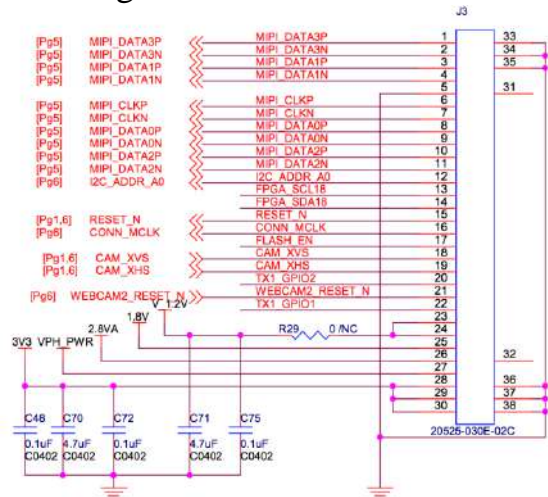 J3
[Pg5] MIPI_DATA3P MIPI_DATA3P 1 33
[Pg5] MIPI_DATA3N MIPI_DATA3N 2 34
[Pg5] MIPI_DATA1P MIPI_DATA1P 3 35
[Pg5] MIPI_DATA1N MIPI_DATA1N 4
5 31
[Pg5] MIPI_CLKP MIPI_CLKP 6
[Pg5] MIPI_CLKN MIPI_CLKN 7
[Pg5] MIPI_DATA0P MIPI_DATA0P 8
[Pg5] MIPI_DATA0N MIPI_DATA0N 9
[Pg5] MIPI_DATA2P MIPI_DATA2P 10
[Pg5] MIPI_DATA2N MIPI_DATA2N 11
[Pg6] I2C_ADDR_A0 I2C_ADDR_A0 12
FPGA_SCL18 13
FPGA_SDA18 14
[Pg1,6] RESET_N RESET_N 15
[Pg6] CONN_MCLK CONN_MCLK 16
FLASH_EN 17
[Pg1,6] CAM_XVS CAM_XVS 18
[Pg1,6] CAM_XHS CAM_XHS 19
TX1_GPIO2 20
[Pg6] WEBCAM2_RESET_N WEBCAM2_RESET_N 21
TX1_GPIO1 22
V_1.2V 23
1.8V R29 0 /NC 24
2.8VA 25
3V3 VPH_PWR 26 32
27
28 36
29 37
30 38
C48 C70 C72 C71 C75 20525-030E-02C
0.1uF 4.7uF 0.1uF 4.7uF 0.1uF
C0402 C0402 C0402 C0402 C0402